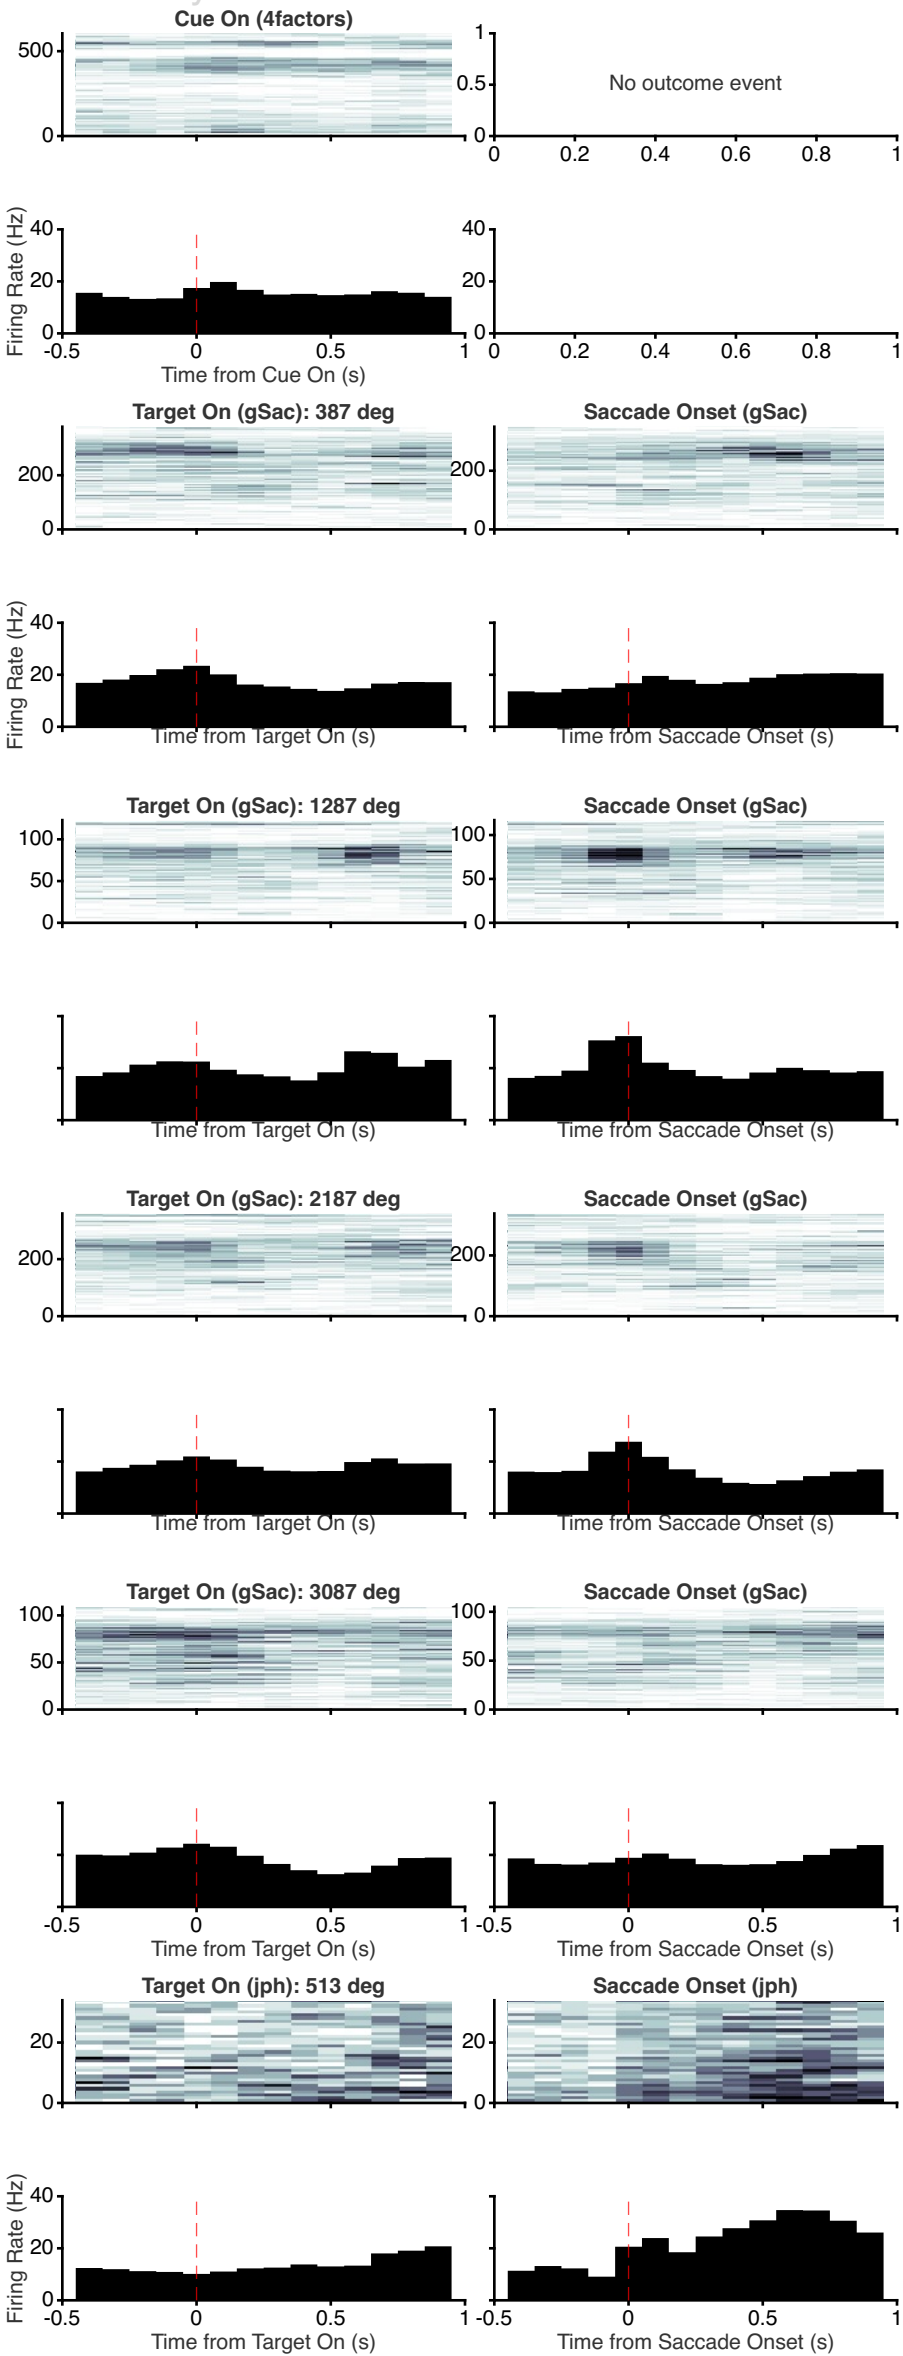 Cue On (4factors)
500
0
1
0.5
0
No outcome event
0 0.2 0.4 0.6 0.8 1
Firing Rate (Hz)
40
20
0
-0.5 0 0.5 1
Time from Cue On (s)
40
20
0
0 0.2 0.4 0.6 0.8 1
Target On (gSac): 387 deg
200
0
Saccade Onset (gSac)
200
0
Firing Rate (Hz)
40
20
0
Time from Target On (s)
Time from Saccade Onset (s)
Target On (gSac): 1287 deg
100
50
0
Saccade Onset (gSac)
100
50
0
Time from Target On (s)
Time from Saccade Onset (s)
Target On (gSac): 2187 deg
200
0
Saccade Onset (gSac)
200
0
Time from Target On (s)
Time from Saccade Onset (s)
Target On (gSac): 3087 deg
100
50
0
Saccade Onset (gSac)
100
50
0
-0.5 0 0.5 1
Time from Target On (s)
-0.5 0 0.5 1
Time from Saccade Onset (s)
Target On (jph): 513 deg
20
0
Saccade Onset (jph)
20
0
Firing Rate (Hz)
40
20
0
-0.5 0 0.5 1
Time from Target On (s)
-0.5 0 0.5 1
Time from Saccade Onset (s)